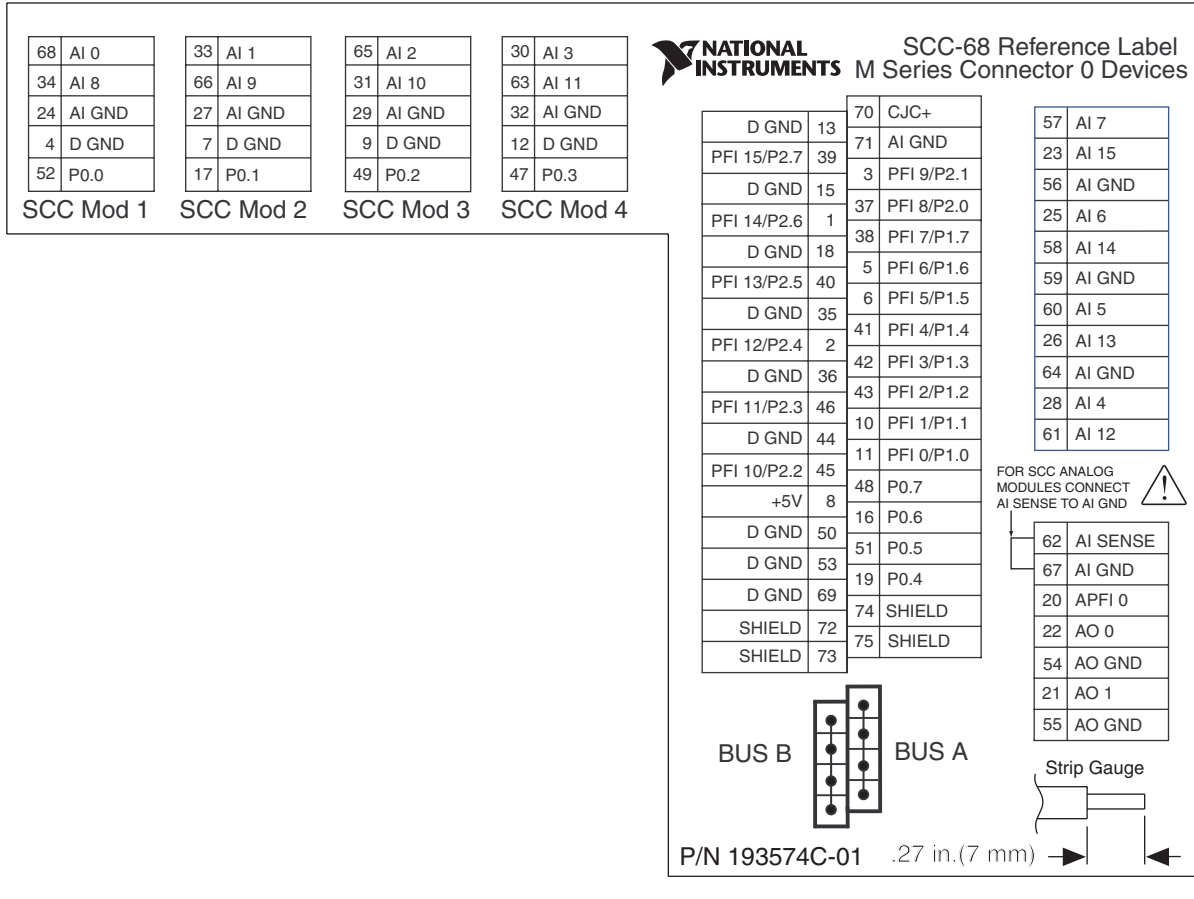 68 AI 0
34 AI 8
24 AI GND
4 D GND
52 P0.0
SCC Mod 1
33 AI 1
66 AI 9
27 AI GND
7 D GND
17 P0.1
SCC Mod 2
65 AI 2
31 AI 10
29 AI GND
9 D GND
49 P0.2
SCC Mod 3
30 AI 3
63 AI 11
32 AI GND
12 D GND
47 P0.3
SCC Mod 4
NATIONAL
INSTRUMENTS
SCC-68 Reference Label
M Series Connector 0 Devices
D GND 13
PFI 15/P2.7 39
D GND 15
PFI 14/P2.6 1
D GND 18
PFI 13/P2.5 40
D GND 35
PFI 12/P2.4 2
D GND 36
PFI 11/P2.3 46
D GND 44
PFI 10/P2.2 45
+5V 8
D GND 50
D GND 53
D GND 69
SHIELD 72
SHIELD 73
70 CJC+
71 AI GND
3 PFI 9/P2.1
37 PFI 8/P2.0
38 PFI 7/P1.7
5 PFI 6/P1.6
6 PFI 5/P1.5
41 PFI 4/P1.4
42 PFI 3/P1.3
43 PFI 2/P1.2
10 PFI 1/P1.1
11 PFI 0/P1.0
48 P0.7
16 P0.6
51 P0.5
19 P0.4
74 SHIELD
75 SHIELD
57 AI 7
23 AI 15
56 AI GND
25 AI 6
58 AI 14
59 AI GND
60 AI 5
26 AI 13
64 AI GND
28 AI 4
61 AI 12
FOR SCC ANALOG
MODULES CONNECT
AI SENSE TO AI GND
!
62 AI SENSE
67 AI GND
20 APFI 0
22 AO 0
54 AO GND
21 AO 1
55 AO GND
BUS B
BUS A
Strip Gauge
P/N 193574C-01
.27 in.(7 mm)